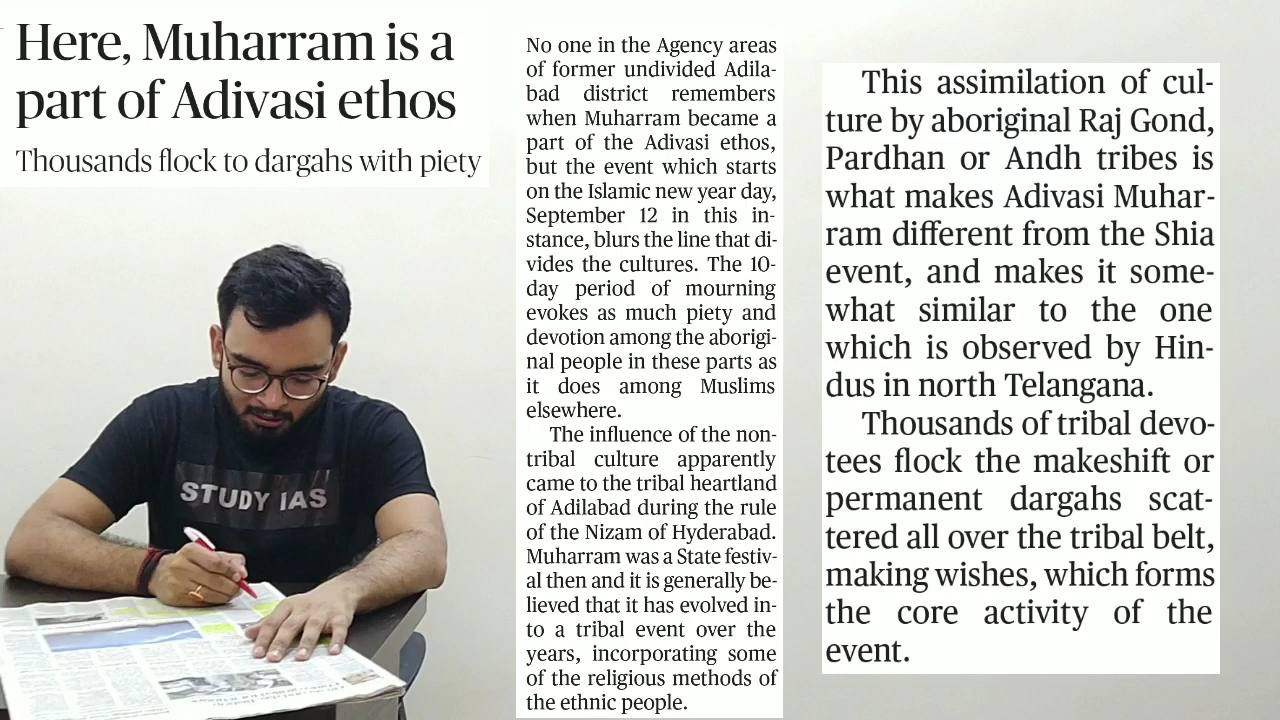 Here, Muharram is a
part of Adivasi ethos
Thousands flock to dargahs with piety
STUDY IAS
No one in the Agency areas
of former undivided Adila-
bad district remembers
when Muharram became a
part of the Adivasi ethos,
but the event which starts
on the Islamic new year day,
September 12 in this in-
stance, blurs the line that di-
vides the cultures. The 10-
day period of mourning
evokes as much piety and
devotion among the aborigi-
nal people in these parts as
it does among Muslims
elsewhere.
The influence of the non-
tribal culture apparently
came to the tribal heartland
of Adilabad during the rule
of the Nizam of Hyderabad.
Muharram was a State festiv-
al then and it is generally be-
lieved that it has evolved in-
to a tribal event over the
years, incorporating some
of the religious methods of
the ethnic people.
This assimilation of cul-
ture by aboriginal Raj Gond,
Pardhan or Andh tribes is
what makes Adivasi Muhar-
ram different from the Shia
event, and makes it some-
what similar to the one
which is observed by Hin-
dus in north Telangana.
Thousands of tribal devo-
tees flock the makeshift or
permanent dargahs scat-
tered all over the tribal belt,
making wishes, which forms
the core activity of the
event.